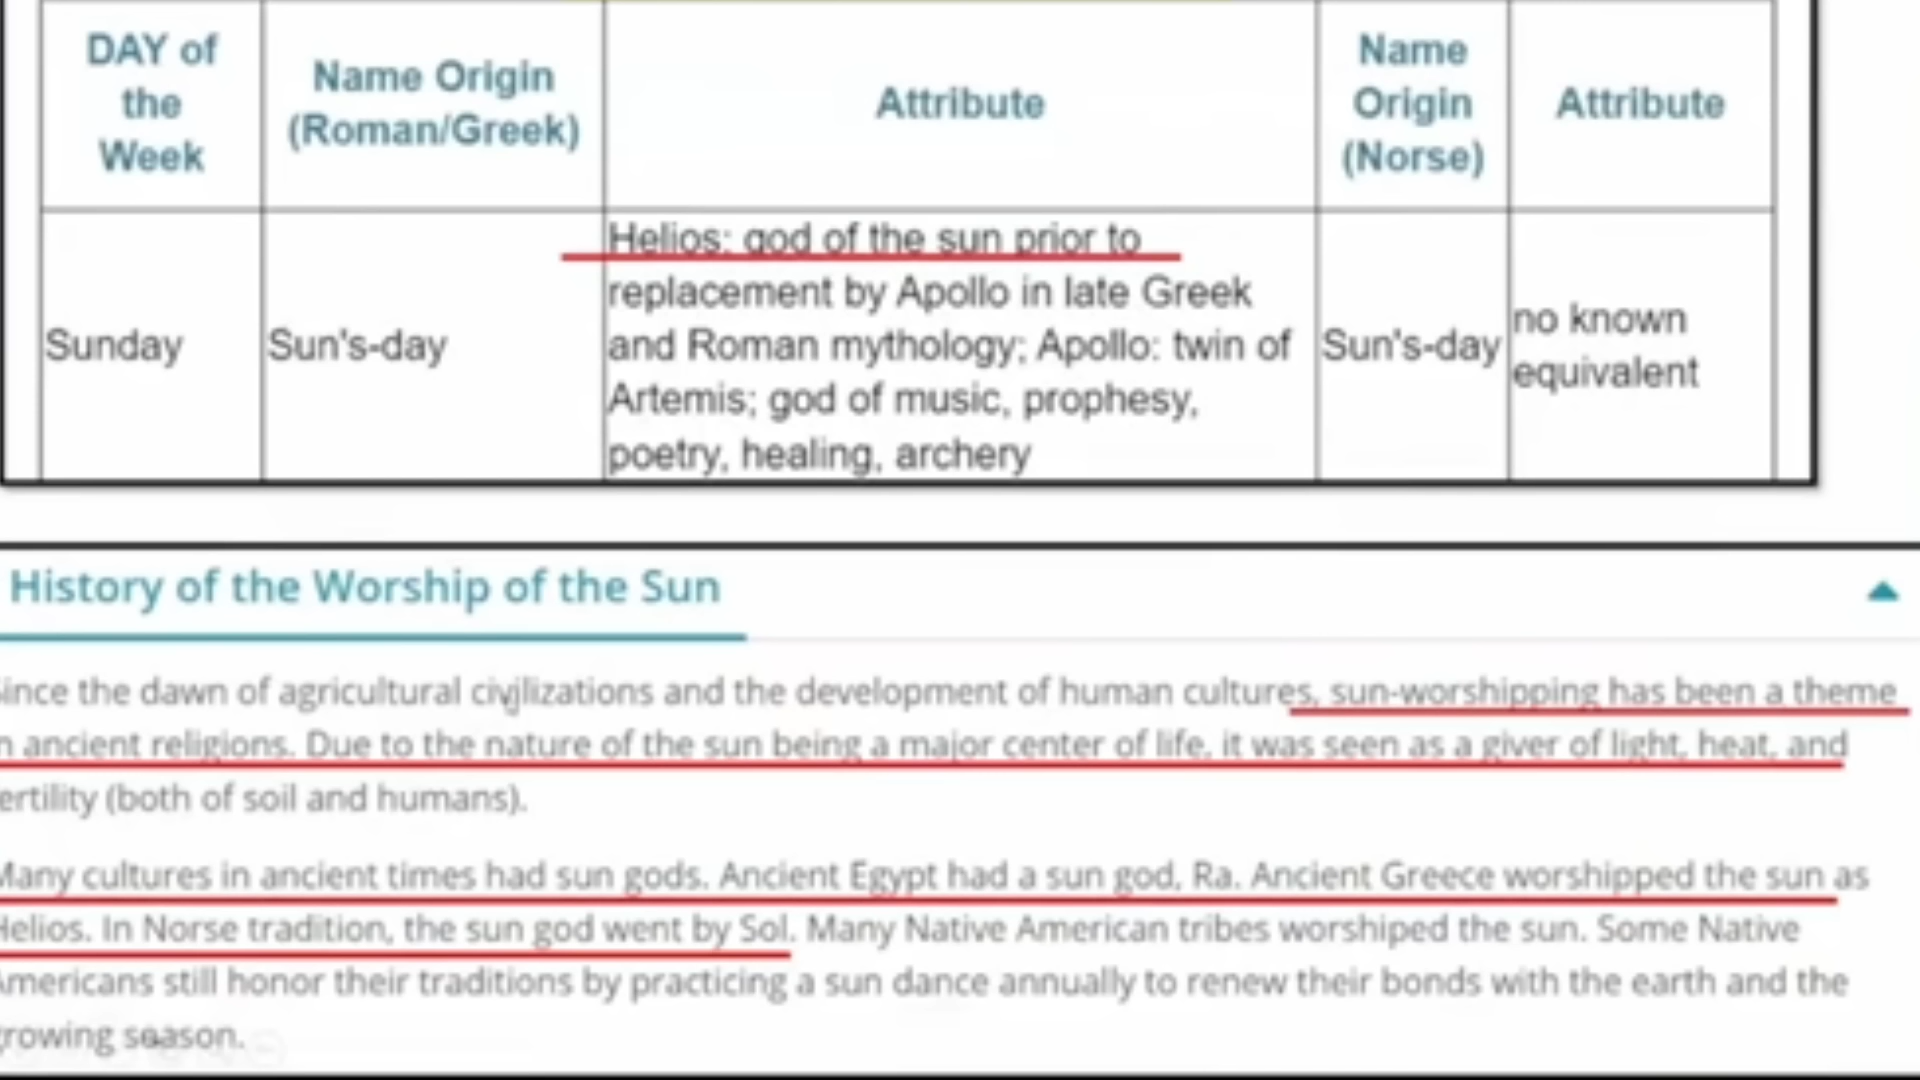 DAY of
the
Week
Name Origin
(Roman/Greek)
Attribute
Name
Origin
(Norse)
Attribute
Sunday
Sun's-day
Helios: god of the sun prior to
replacement by Apollo in late Greek
and Roman mythology; Apollo: twin of
Artemis; god of music, prophesy,
poetry, healing, archery
Sun's-day
no known
equivalent
History of the Worship of the Sun
ince the dawn of agricultural civilizations and the development of human cultures, sun-worshipping has been a theme
n ancient religions. Due to the nature of the sun being a major center of life, it was seen as a giver of light, heat, and
ertility (both of soil and humans).
Many cultures in ancient times had sun gods. Ancient Egypt had a sun god, Ra. Ancient Greece worshipped the sun as
Helios. In Norse tradition, the sun god went by Sol. Many Native American tribes worshiped the sun. Some Native
Americans still honor their traditions by practicing a sun dance annually to renew their bonds with the earth and the
growing season.